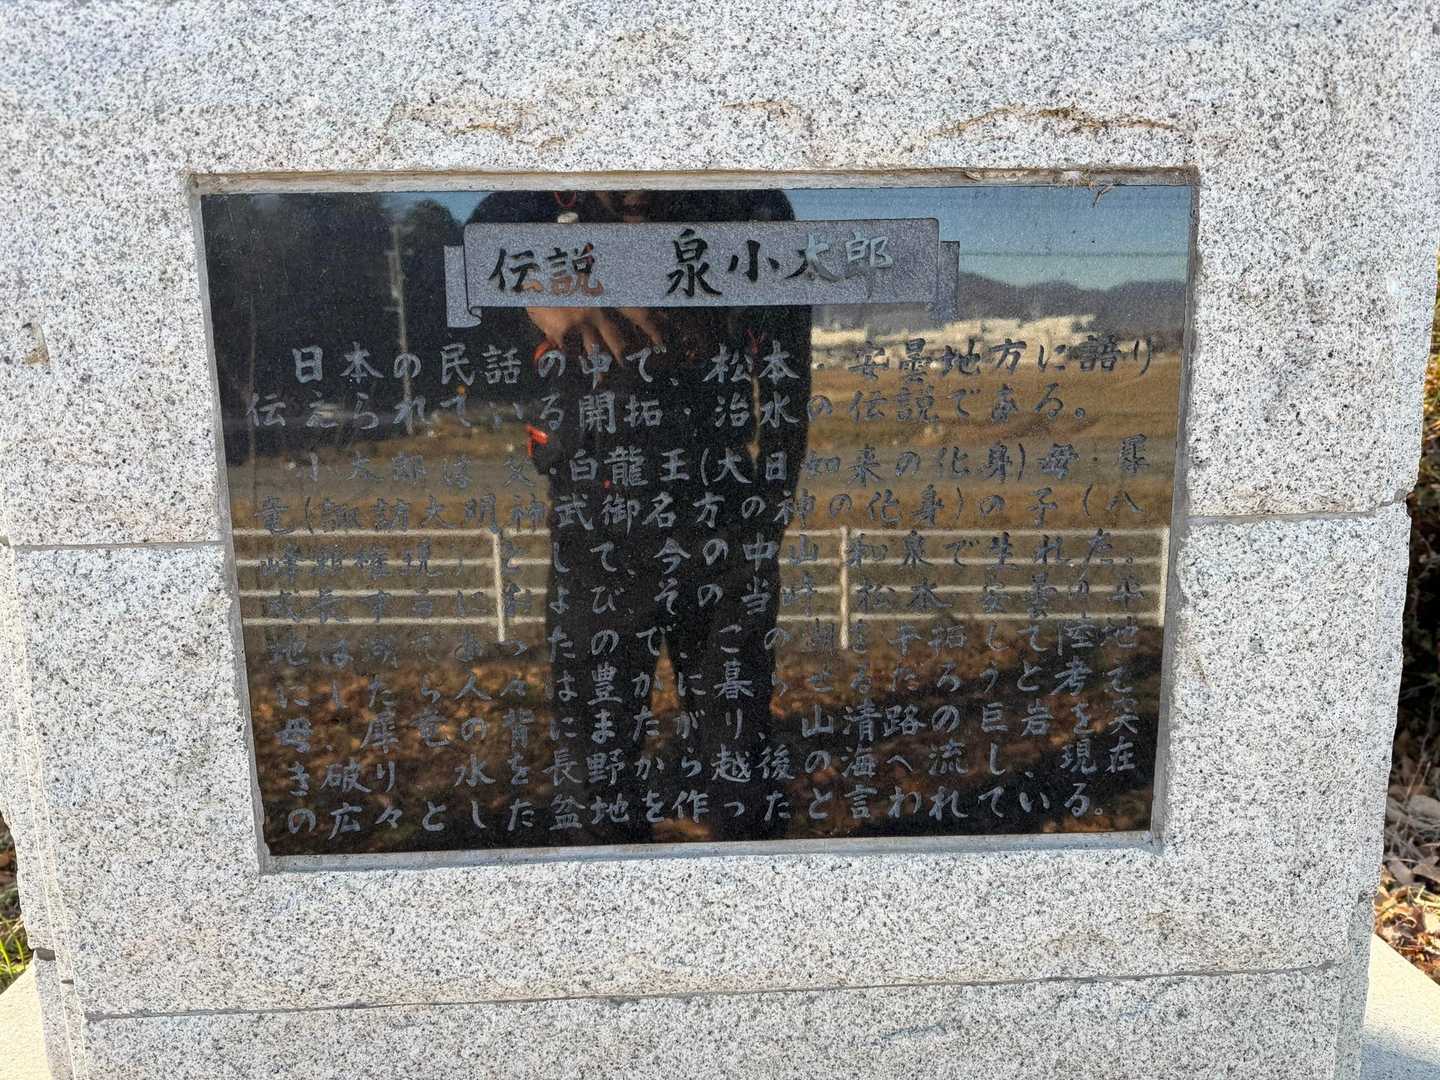 伝説　泉小太郎
日本の民話の中で、松本・安曇地方に語り
伝えられている開拓・治水の伝説である。
小太郎は父・白龍王(大日如来の化身)母・犀
竜(諏訪大明神武御名方の神の化身)の子(八
峰瀬権現)として、今の中山和泉で生れた。
成長するにおよび、その当時松本・安曇の平
地は湖であったので、この湖を干拓して陸地
にしたら人々は豊かに暮らせるだろうと考えて
母・犀竜の背にまたがり、山清路の巨岩を突
き破り水を長野から越後の海へ流し、現在
の広々とした盆地を作ったと言われている。